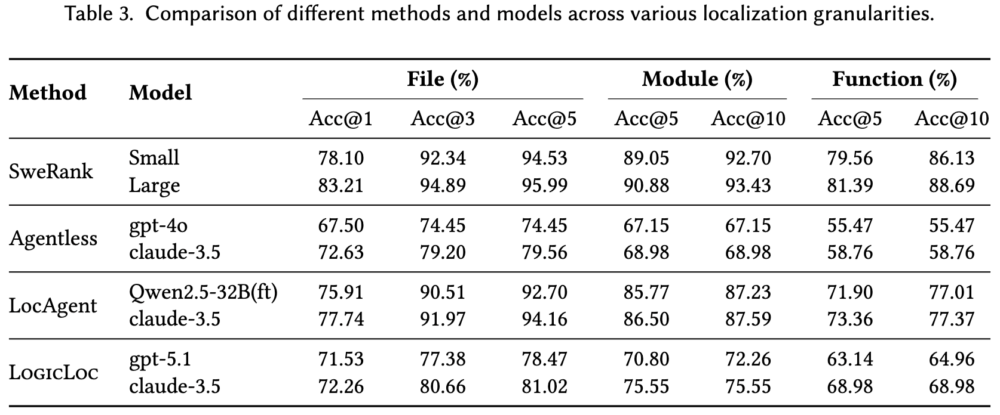 Table 3. Comparison of different methods and models across various localization granularities.
Method Model File (%) Module (%) Function (%)
Acc@1 Acc@3 Acc@5 Acc@5 Acc@10 Acc@5 Acc@10
SweRank
Small 78.10 92.34 94.53 89.05 92.70 79.56 86.13
Large 83.21 94.89 95.99 90.88 93.43 81.39 88.69
Agentless
gpt-4o 67.50 74.45 74.45 67.15 67.15 55.47 55.47
claude-3.5 72.63 79.20 79.56 68.98 68.98 58.76 58.76
LocAgent
Qwen2.5-32B(ft) 75.91 90.51 92.70 85.77 87.23 71.90 77.01
claude-3.5 77.74 91.97 94.16 86.50 87.59 73.36 77.37
LogicLoc
gpt-5.1 71.53 77.38 78.47 70.80 72.26 63.14 64.96
claude-3.5 72.26 80.66 81.02 75.55 75.55 68.98 68.98